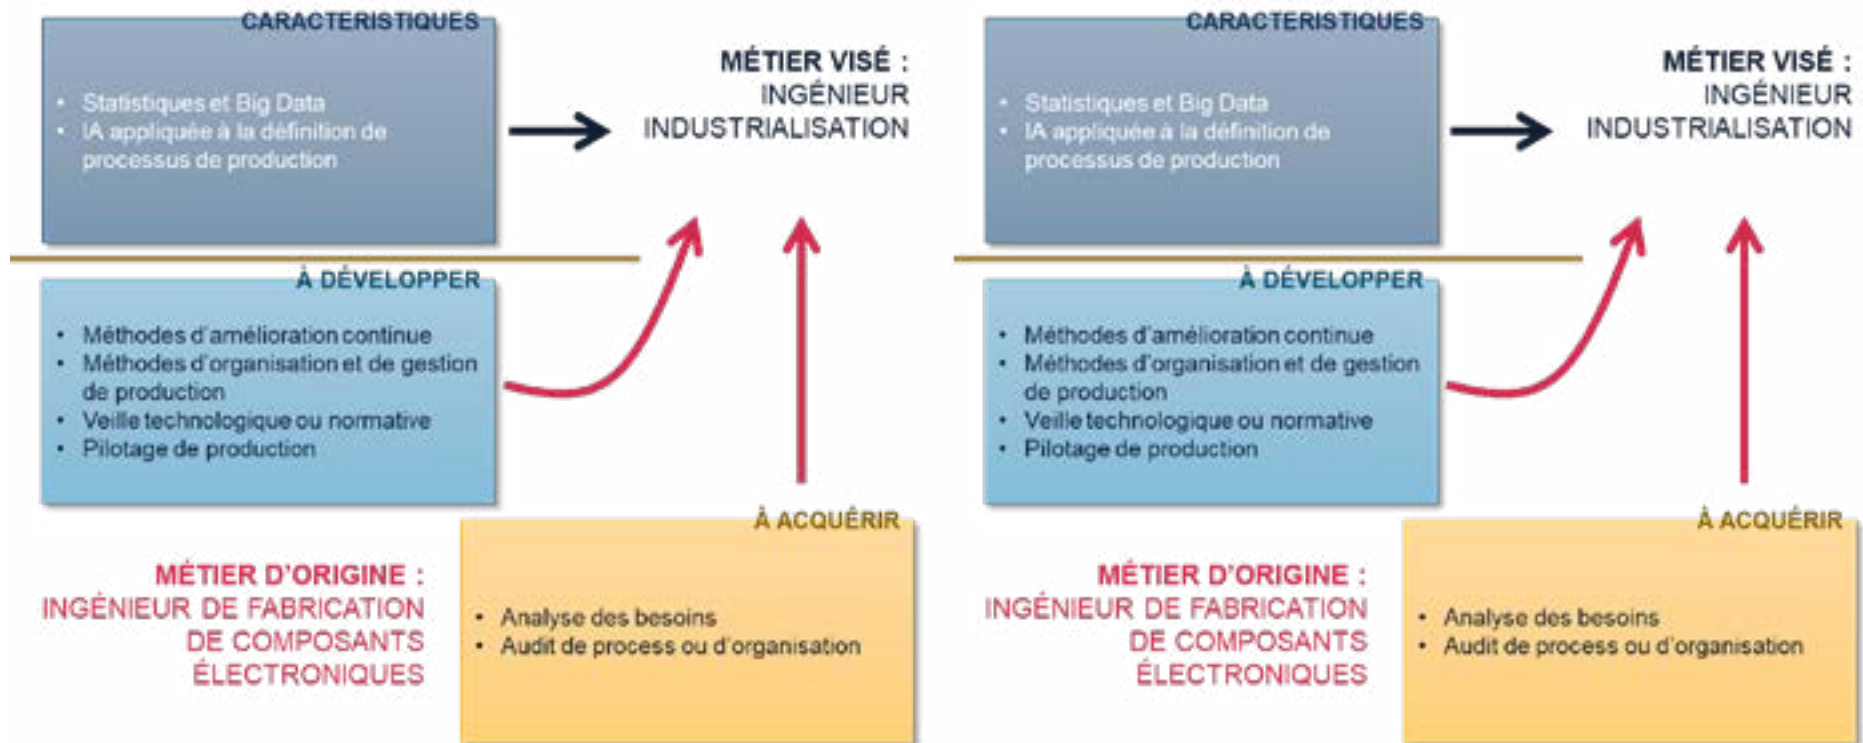 CARACTERISTIQUES
• Statistiques et Big Data
• IA appliquée à la définition de
processus de production
MÉTIER VISÉ :
INGÉNIEUR
INDUSTRIALISATION
À DÉVELOPPER
• Méthodes d'amélioration continue
• Méthodes d'organisation et de gestion
de production
• Veille technologique ou normative
• Pilotage de production
MÉTIER D'ORIGINE :
INGÉNIEUR DE FABRICATION
DE COMPOSANTS
ÉLECTRONIQUES
À ACQUÉRIR
• Analyse des besoins
• Audit de process ou d'organisation
CARACTERISTIQUES
• Statistiques et Big Data
• IA appliquée à la définition de
processus de production
MÉTIER VISÉ :
INGÉNIEUR
INDUSTRIALISATION
À DÉVELOPPER
• Méthodes d'amélioration continue
• Méthodes d'organisation et de gestion
de production
• Veille technologique ou normative
• Pilotage de production
MÉTIER D'ORIGINE :
INGÉNIEUR DE FABRICATION
DE COMPOSANTS
ÉLECTRONIQUES
À ACQUÉRIR
• Analyse des besoins
• Audit de process ou d'organisation